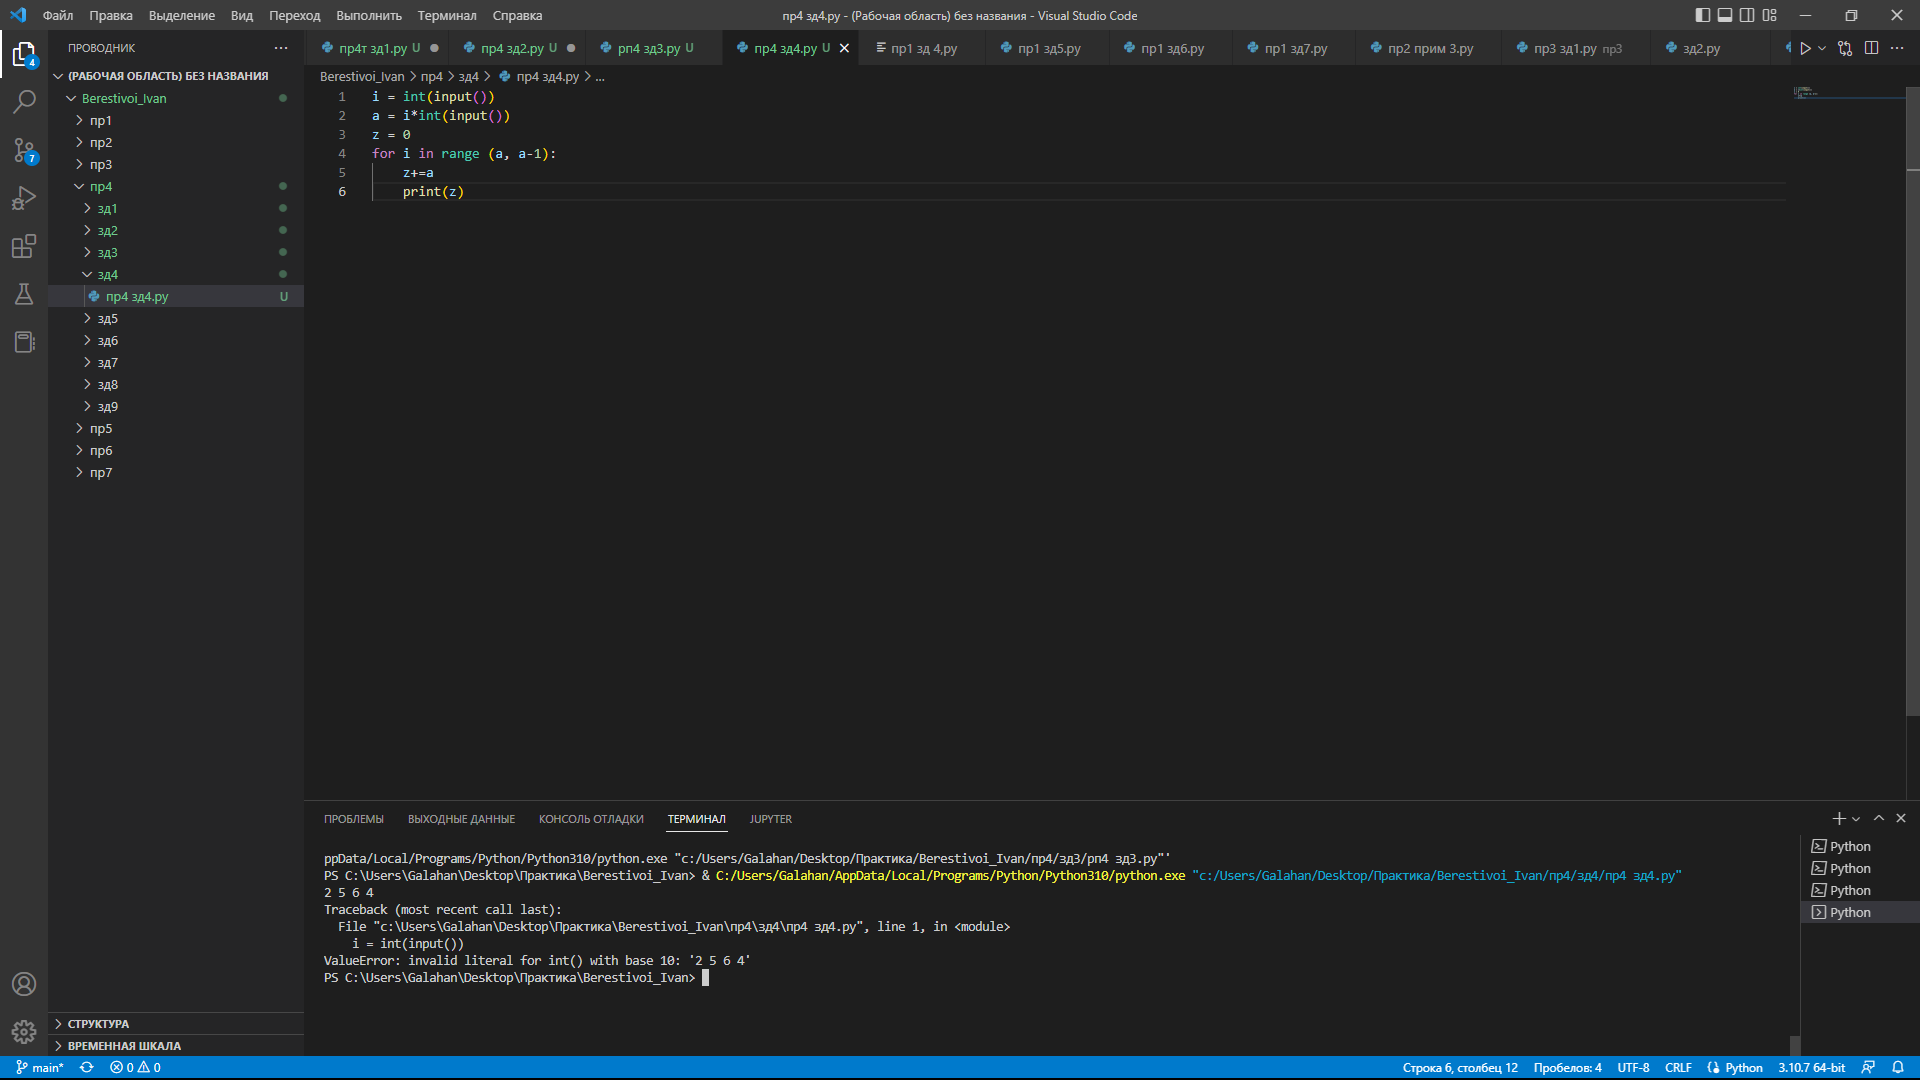 Файл Правка Выделение Вид Переход Выполнить Терминал Справка
пр4 зд4.py - (Рабочая область) без названия - Visual Studio Code
ПРОВОДНИК
пр4т зд1.py U
пр4 зд2.py U
рп4 зд3.py U
пр4 зд4.py U
пр1 зд 4,py
пр1 зд5.py
пр1 зд6.py
пр1 зд7.py
пр2 прим 3.py
пр3 зд1.py пр3
зд2.py
4
7
(РАБОЧАЯ ОБЛАСТЬ) БЕЗ НАЗВАНИЯ
Berestivoi_Ivan
пр1
пр2
пр3
пр4
зд1
зд2
зд3
зд4
пр4 зд4.py U
зд5
зд6
зд7
зд8
зд9
пр5
пр6
пр7
СТРУКТУРА
ВРЕМЕННАЯ ШКАЛА
Berestivoi_Ivan > пр4 > зд4 > пр4 зд4.py > ...
1 i = int(input())
2 a = i*int(input())
3 z = 0
4 for i in range (a, a-1):
5 z+=a
6 print(z)
ПРОБЛЕМЫ ВЫХОДНЫЕ ДАННЫЕ КОНСОЛЬ ОТЛАДКИ ТЕРМИНАЛ JUPYTER
ppData/Local/Programs/Python/Python310/python.exe "c:/Users/Galahan/Desktop/Практика/Berestivoi_Ivan/пр4/зд3/рп4 зд3.py"'
PS C:\Users\Galahan\Desktop\Практика\Berestivoi_Ivan> & C:/Users/Galahan/AppData/Local/Programs/Python/Python310/python.exe "c:/Users/Galahan/Desktop/Практика/Berestivoi_Ivan/пр4/зд4/пр4 зд4.py"
2 5 6 4
Traceback (most recent call last):
File "c:\Users\Galahan\Desktop\Практика\Berestivoi_Ivan\пр4\зд4\пр4 зд4.py", line 1, in <module>
i = int(input())
ValueError: invalid literal for int() with base 10: '2 5 6 4'
PS C:\Users\Galahan\Desktop\Практика\Berestivoi_Ivan>
Python
Python
Python
Python
main* 0 0
Строка 6, столбец 12 Пробелов: 4 UTF-8 CRLF Python 3.10.7 64-bit